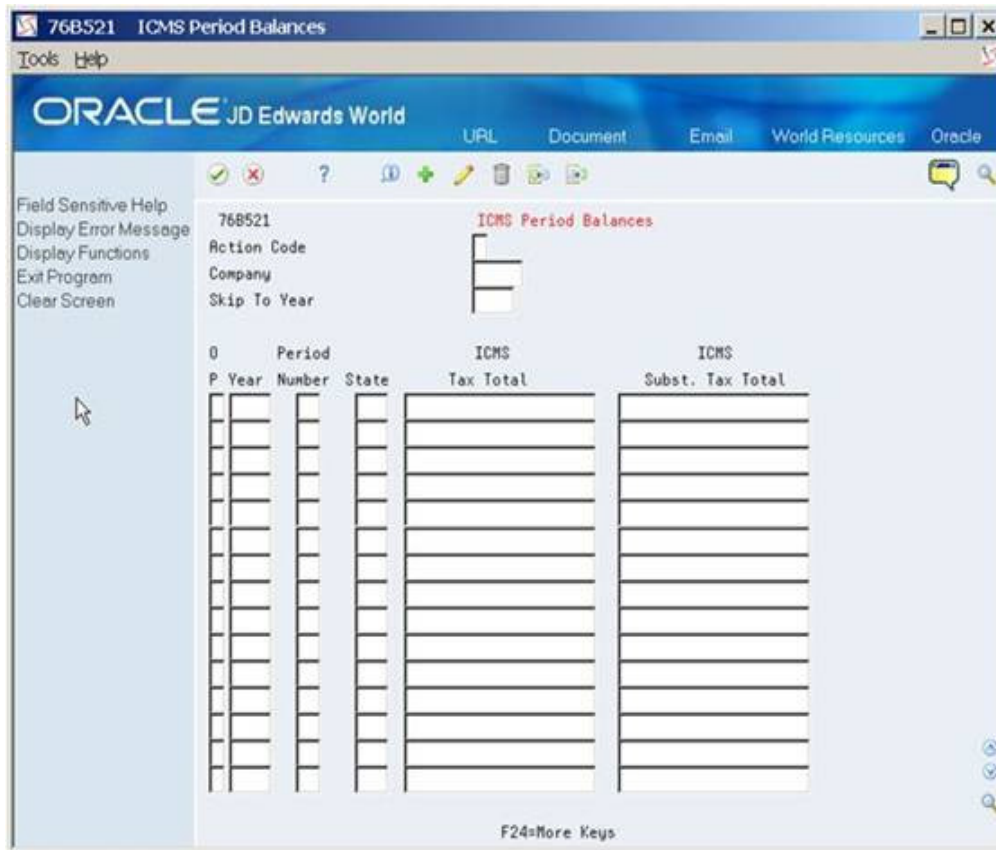 76B521 ICMS Period Balances
Tools Help
ORACLE JD Edwards World
URL Document Email World Resources Oracle
?
Field Sensitive Help
Display Error Message
Display Functions
Exit Program
Clear Screen
76B521 ICMS Period Balances
Action Code
Company
Skip To Year
O Period ICMS ICMS
P Year Number State Tax Total Subst. Tax Total
F24=More Keys